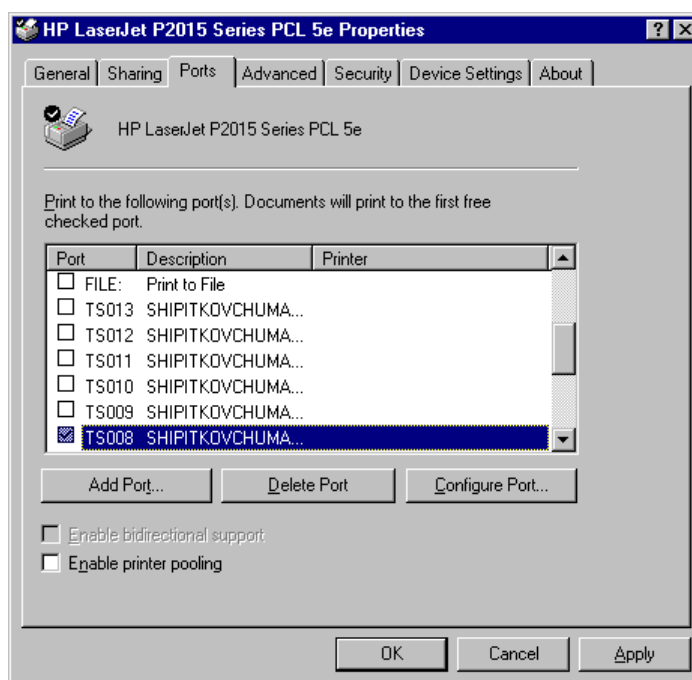 HP LaserJet P2015 Series PCL 5e Properties
General Sharing Ports Advanced Security Device Settings About
HP LaserJet P2015 Series PCL 5e
Print to the following port(s). Documents will print to the first free
checked port.
Port Description Printer
FILE: Print to File
TS013 SHIPITKOVCHUMA...
TS012 SHIPITKOVCHUMA...
TS011 SHIPITKOVCHUMA...
TS010 SHIPITKOVCHUMA...
TS009 SHIPITKOVCHUMA...
TS008 SHIPITKOVCHUMA...
Add Port... Delete Port Configure Port...
Enable bidirectional support
Enable printer pooling
OK Cancel Apply